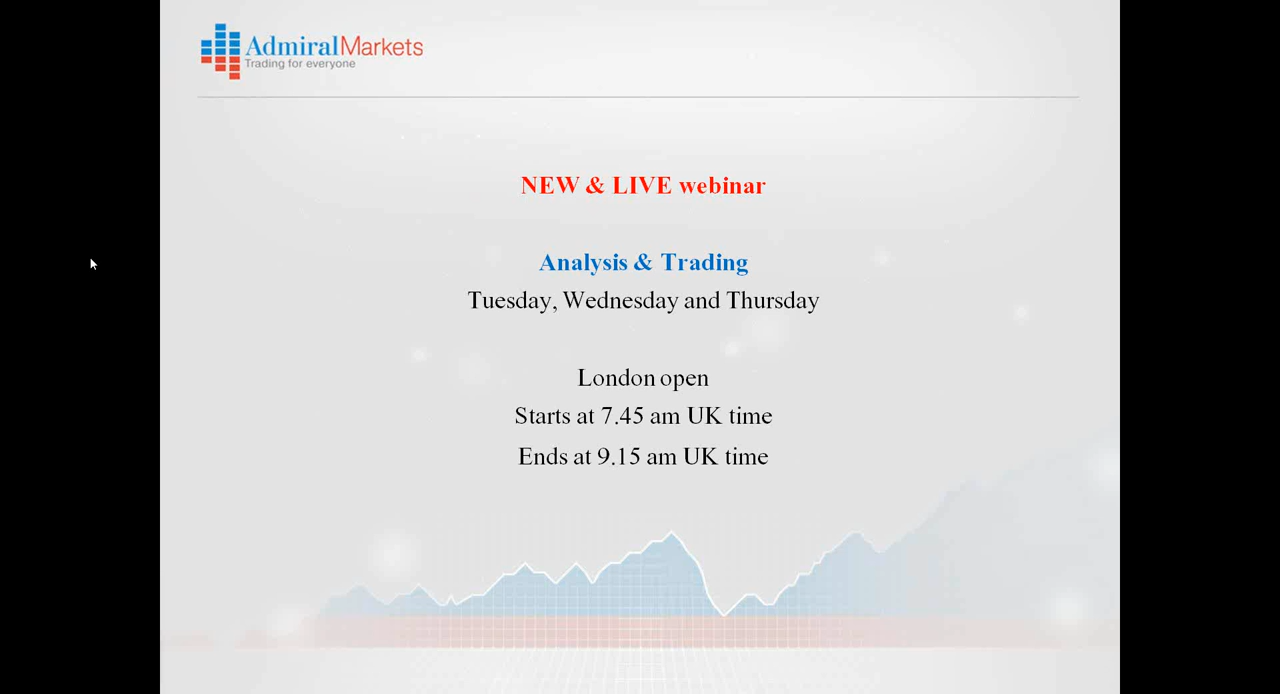 AdmiralMarkets
Trading for everyone
NEW & LIVE webinar
Analysis & Trading
Tuesday, Wednesday and Thursday
London open
Starts at 7.45 am UK time
Ends at 9.15 am UK time